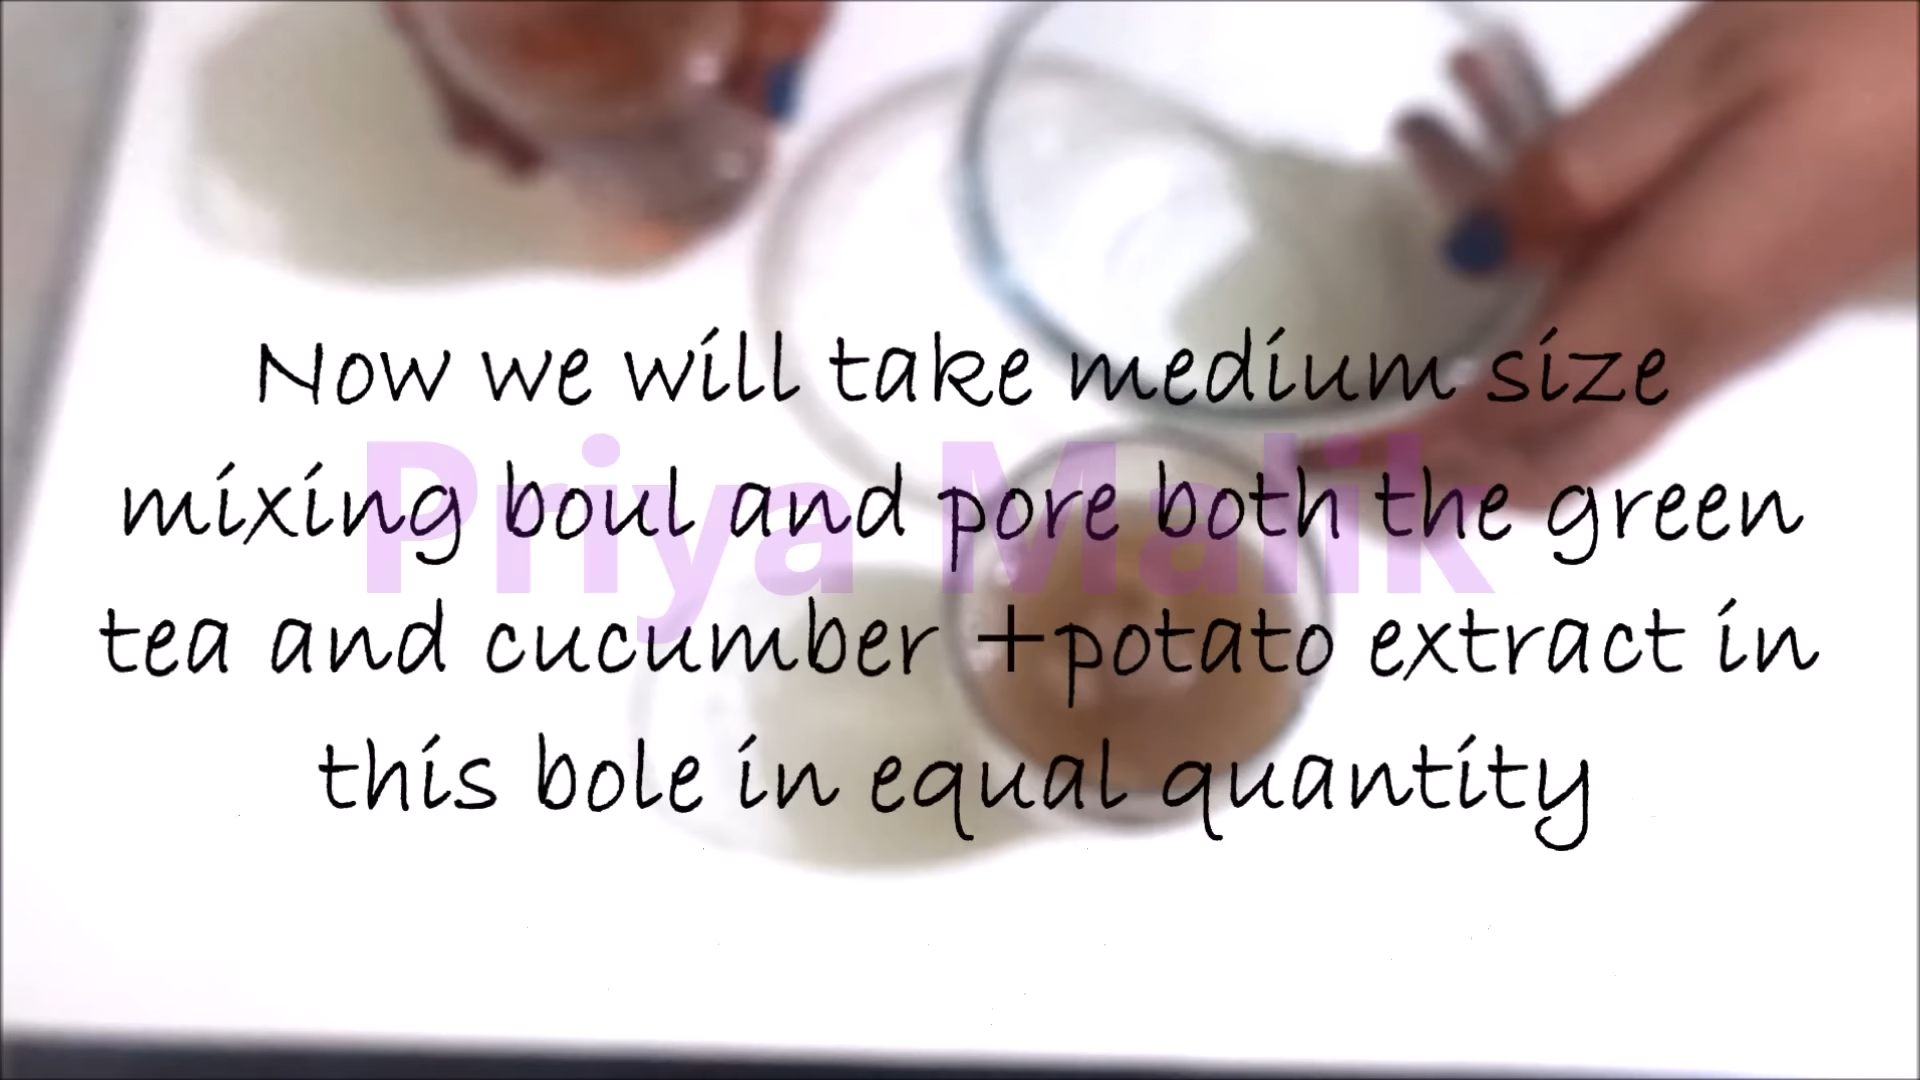 Now we will take medium size
mixing boul and pore both the green
Priya Malik
tea and cucumber +potato extract in
this bole in equal quantity